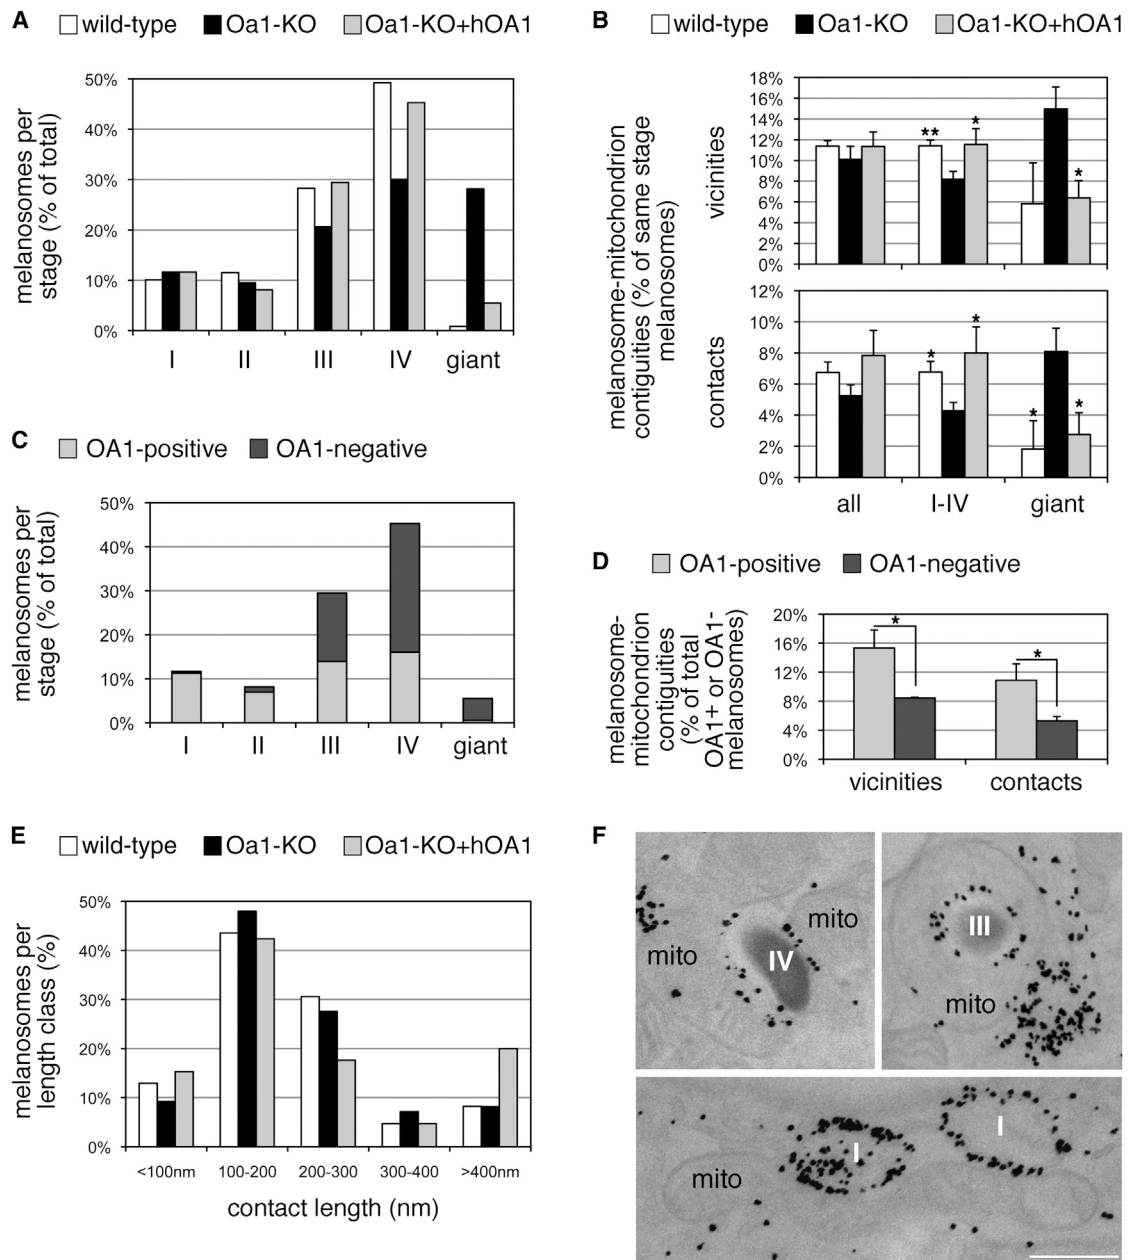 A
wild-type Oa1-KO Oa1-KO+hOA1
melanosomes per
stage (% of total)
50%
40%
30%
20%
10%
0%
I II III IV giant
B
wild-type Oa1-KO Oa1-KO+hOA1
melanosome-mitochondrion
contiguities (% of same stage
melanosomes)
vicinities
18%
16%
14%
12%
10%
8%
6%
4%
2%
0%
** * *
contacts
12%
10%
8%
6%
4%
2%
0%
* * * *
all I-IV giant
C
OA1-positive OA1-negative
melanosomes per
stage (% of total)
50%
40%
30%
20%
10%
0%
I II III IV giant
D
OA1-positive OA1-negative
melanosome-
mitochondrion
contiguities
(% of total
OA1+ or OA1-
melanosomes)
20%
16%
12%
8%
4%
0%
* *
vicinities contacts
E
wild-type Oa1-KO Oa1-KO+hOA1
melanosomes per
length class (%)
50%
40%
30%
20%
10%
0%
<100nm 100-200 200-300 300-400 >400nm
contact length (nm)
F
mito
mito
IV
III
mito
I
I
mito